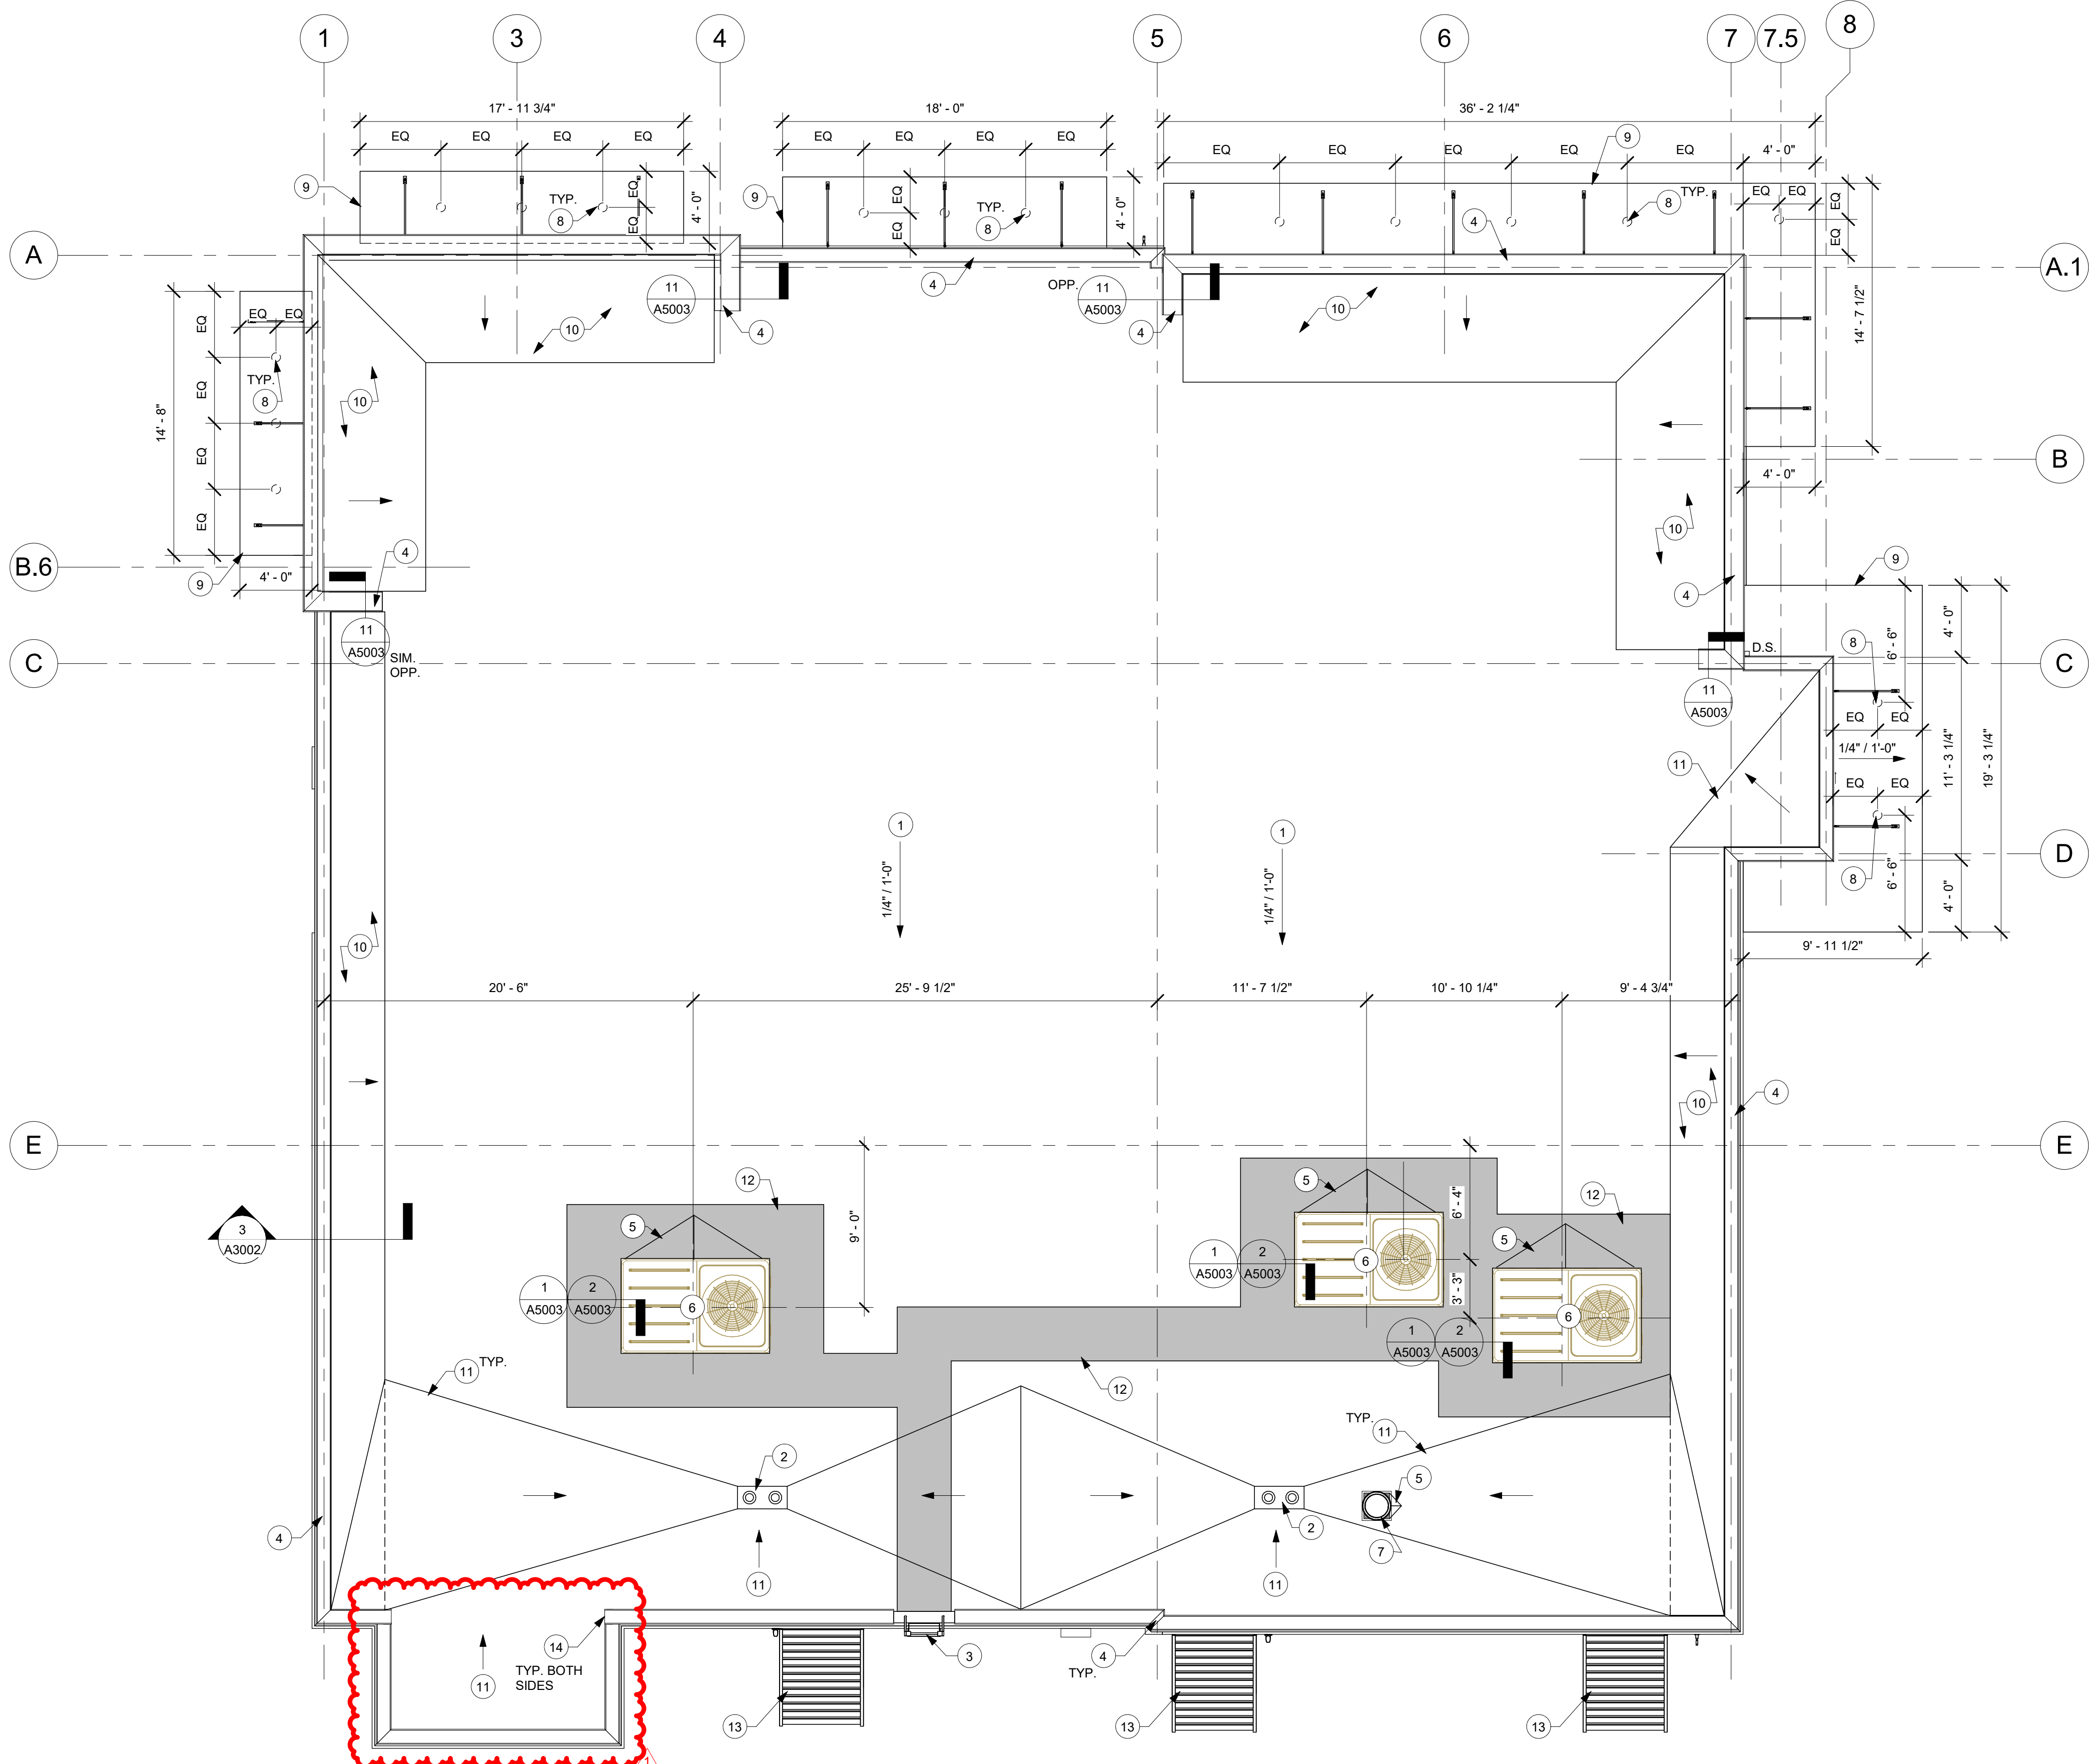 1
3
4
5
6
7
7.5
8
17' - 11 3/4"
18' - 0"
36' - 2 1/4"
EQ
EQ
EQ
EQ
EQ
EQ
EQ
EQ
EQ
EQ
EQ
EQ
EQ
4' - 0"
9
9
9
TYP.
8
EQ
EQ
4' - 0"
EQ
EQ
TYP.
8
4' - 0"
8
TYP.
EQ
EQ
EQ
EQ
4
A
A.1
11
A5003
4
4
OPP.
11
A5003
4
10
10
14' - 7 1/2"
EQ
EQ
EQ
EQ
EQ
EQ
TYP.
8
10
14' - 8"
B
4' - 0"
10
B.6
9
4' - 0"
4
4
9
11
A5003
SIM.
OPP.
C
C
D.S.
11
A5003
8
6' - 6"
4' - 0"
EQ
EQ
1/4" / 1'-0"
11
EQ
EQ
11' - 3 1/4"
19' - 3 1/4"
1
1
1/4" / 1'-0"
1/4" / 1'-0"
D
8
6' - 6"
4' - 0"
9' - 11 1/2"
10
20' - 6"
25' - 9 1/2"
11' - 7 1/2"
10' - 10 1/4"
9' - 4 3/4"
10
4
E
E
12
5
9' - 0"
5
6' - 4"
12
5
3
A3002
1
A5003
2
A5003
6
1
A5003
2
A5003
6
3' - 3"
1
A5003
2
A5003
6
11
TYP.
12
TYP.
11
2
5
2
7
4
11
11
14
TYP. BOTH
SIDES
11
3
TYP.
4
13
13
13
1